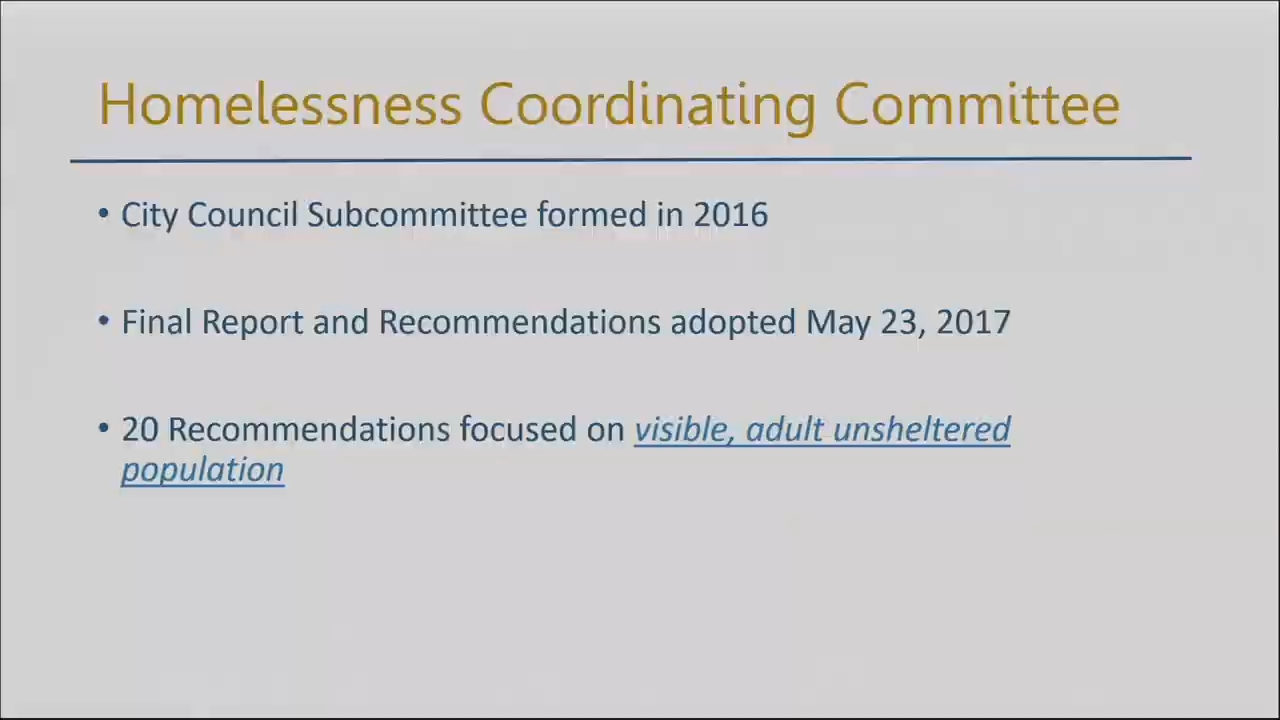 Homelessness Coordinating Committee
• City Council Subcommittee formed in 2016
• Final Report and Recommendations adopted May 23, 2017
• 20 Recommendations focused on visible, adult unsheltered
population